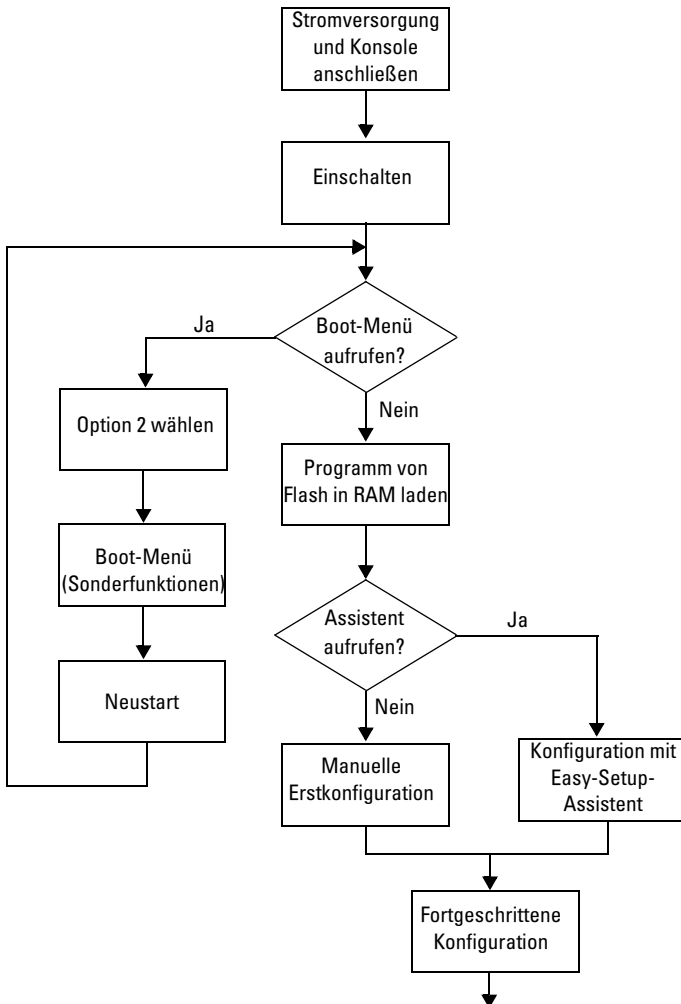 Stromversorgung
und Konsole
anschließen
Einschalten
Boot-Menü
aufrufen?
Ja
Nein
Option 2 wählen
Programm von
Flash in RAM laden
Boot-Menü
(Sonderfunktionen)
Assistent
aufrufen?
Ja
Neustart
Nein
Manuelle
Erstkonfiguration
Konfiguration mit
Easy-Setup-
Assistent
Fortgeschrittene
Konfiguration